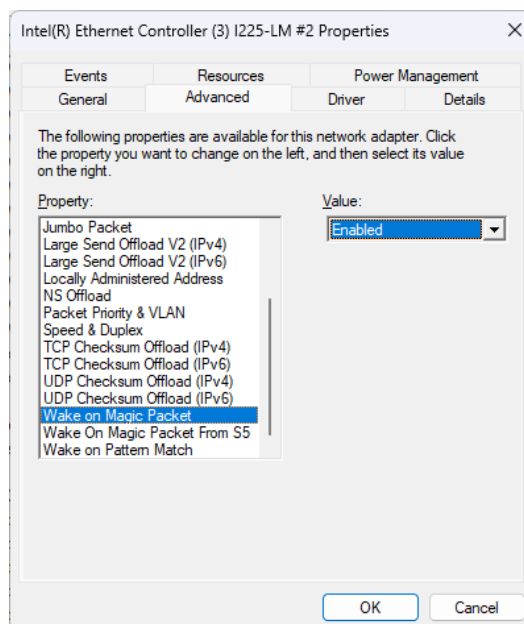 Intel(R) Ethernet Controller (3) I225-LM #2 Properties
Events Resources Power Management
General Advanced Driver Details
The following properties are available for this network adapter. Click
the property you want to change on the left, and then select its value
on the right.
Property:
Value:
Jumbo Packet
Large Send Offload V2 (IPv4)
Large Send Offload V2 (IPv6)
Locally Administered Address
NS Offload
Packet Priority & VLAN
Speed & Duplex
TCP Checksum Offload (IPv4)
TCP Checksum Offload (IPv6)
UDP Checksum Offload (IPv4)
UDP Checksum Offload (IPv6)
Wake on Magic Packet
Wake On Magic Packet From S5
Wake on Pattern Match
Enabled
OK Cancel